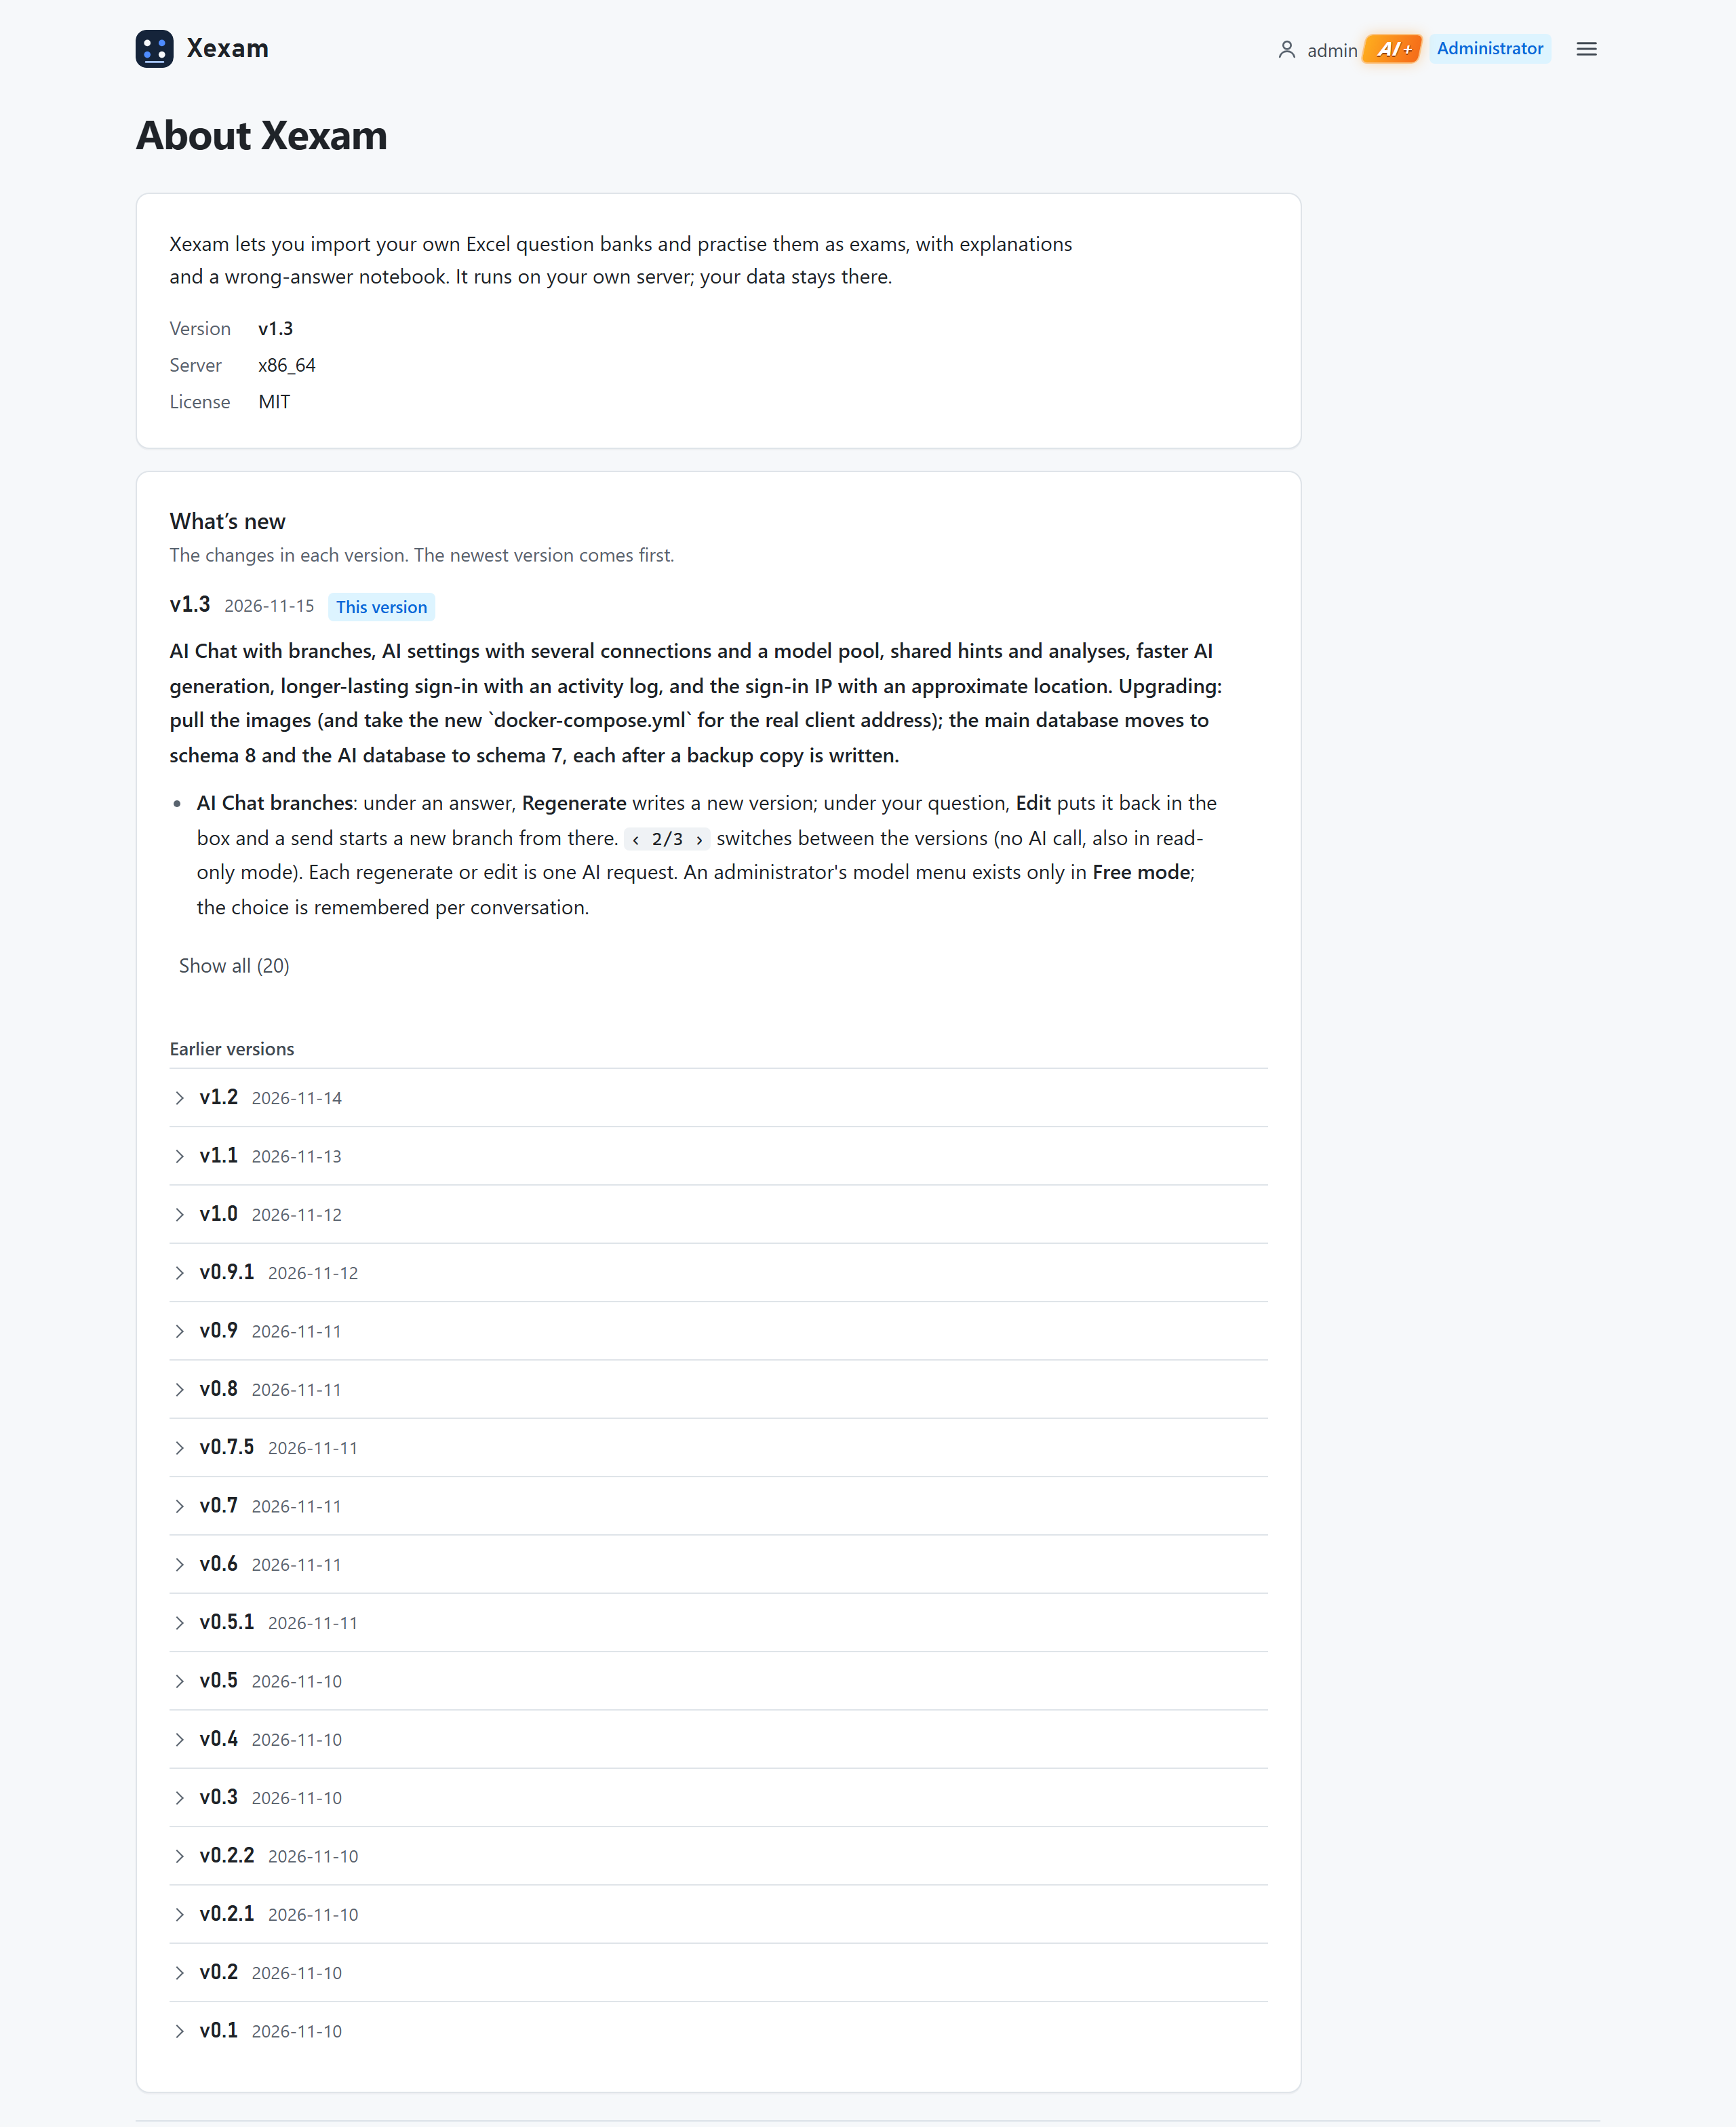 Xexam
admin AI+ Administrator
About Xexam
Xexam lets you import your own Excel question banks and practise them as exams, with explanations
and a wrong-answer notebook. It runs on your own server; your data stays there.
Version v1.3
Server x86_64
License MIT
What’s new
The changes in each version. The newest version comes first.
v1.3 2026-11-15 This version
AI Chat with branches, AI settings with several connections and a model pool, shared hints and analyses, faster AI
generation, longer-lasting sign-in with an activity log, and the sign-in IP with an approximate location. Upgrading:
pull the images (and take the new `docker-compose.yml` for the real client address); the main database moves to
schema 8 and the AI database to schema 7, each after a backup copy is written.
• AI Chat branches: under an answer, Regenerate writes a new version; under your question, Edit puts it back in the
box and a send starts a new branch from there. ‹ 2/3 › switches between the versions (no AI call, also in read-
only mode). Each regenerate or edit is one AI request. An administrator's model menu exists only in Free mode;
the choice is remembered per conversation.
Show all (20)
Earlier versions
v1.2 2026-11-14
v1.1 2026-11-13
v1.0 2026-11-12
v0.9.1 2026-11-12
v0.9 2026-11-11
v0.8 2026-11-11
v0.7.5 2026-11-11
v0.7 2026-11-11
v0.6 2026-11-11
v0.5.1 2026-11-11
v0.5 2026-11-10
v0.4 2026-11-10
v0.3 2026-11-10
v0.2.2 2026-11-10
v0.2.1 2026-11-10
v0.2 2026-11-10
v0.1 2026-11-10